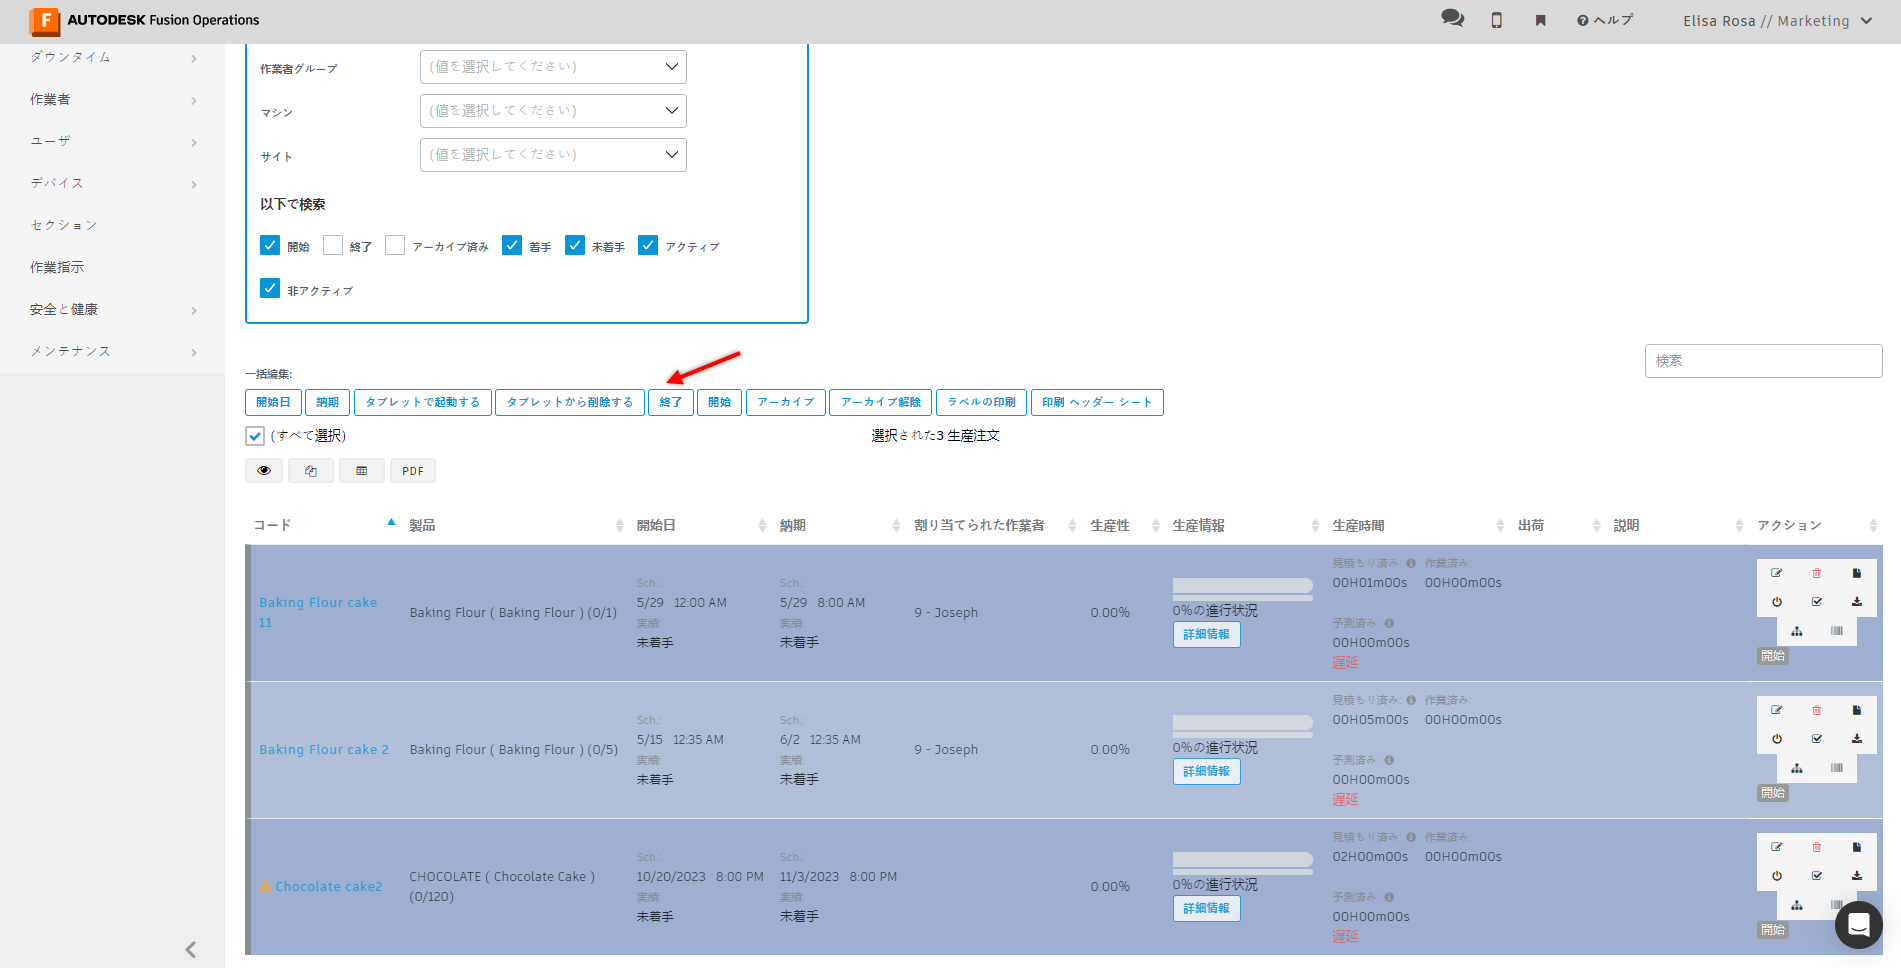 AUTODESK Fusion Operations
ヘルプ
Elisa Rosa // Marketing
ダウンタイム
作業者
ユーザ
デバイス
セクション
作業指示
安全と健康
メンテナンス
作業者グループ (値を選択してください)
マシン (値を選択してください)
サイト (値を選択してください)
以下で検索
開始 終了 アーカイブ済み 着手 未着手 アクティブ
非アクティブ
検索
一括編集:
開始日 納期 タブレットで起動する タブレットから削除する 終了 開始 アーカイブ アーカイブ解除 ラベルの印刷 印刷 ヘッダー シート
(すべて選択) 選択された3 生産注文
PDF
コード 製品 開始日 納期 割り当てられた作業者 生産性 生産情報 生産時間 出荷 説明 アクション
Baking Flour cake
11
Baking Flour ( Baking Flour ) (0/1)
Sch.:
5/29 12:00 AM
実績:
未着手
Sch.:
5/29 8:00 AM
実績:
未着手
9 - Joseph
0.00%
0%の進行状況
詳細情報
見積もり済み: 作業済み:
00H01m00s 00H00m00s
予測済み:
00H00m00s
遅延
開始
Baking Flour cake 2
Baking Flour ( Baking Flour ) (0/5)
Sch.:
5/15 12:35 AM
実績:
未着手
Sch.:
6/2 12:35 AM
実績:
未着手
9 - Joseph
0.00%
0%の進行状況
詳細情報
見積もり済み: 作業済み:
00H05m00s 00H00m00s
予測済み:
00H00m00s
遅延
開始
Chocolate cake2
CHOCOLATE ( Chocolate Cake )
(0/120)
Sch.:
10/20/2023 8:00 PM
実績:
未着手
Sch.:
11/3/2023 8:00 PM
実績:
未着手
0.00%
0%の進行状況
詳細情報
見積もり済み: 作業済み:
02H00m00s 00H00m00s
予測済み:
00H00m00s
遅延
開始